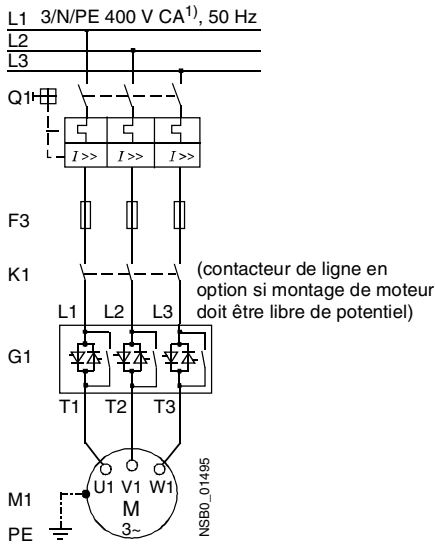 L1 3/N/PE 400 V CA1), 50 Hz
L2
L3
Q1
I>> I>> I>>
F3
K1
(contacteur de ligne en
option si montage de moteur
doit être libre de potentiel)
L1 L2 L3
G1
T1 T2 T3
U1 V1 W1
M
3~
M1
PE
NSB0_01495